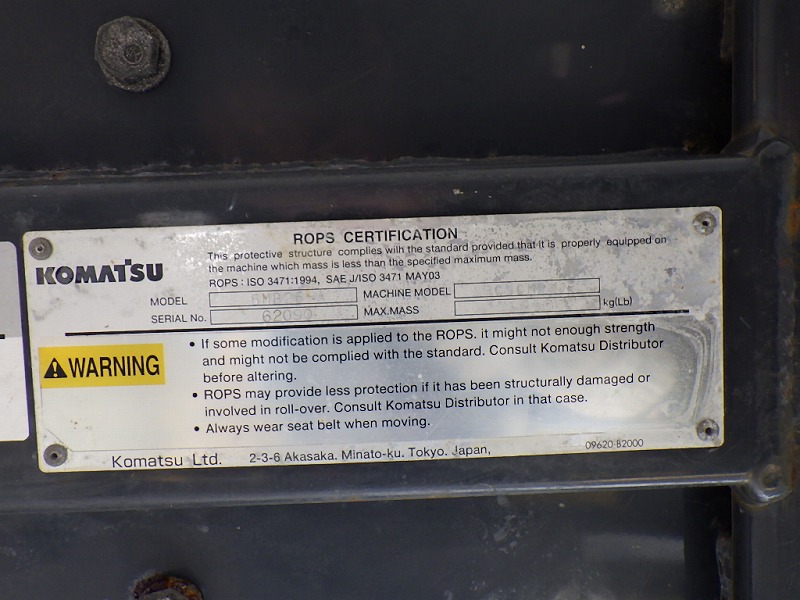 ROPS CERTIFICATION
This protective structure complies wiih the standard provided that it is properly equipped on
the machine which mass is less than the specified maximum mass.
KOMATSU
ROPS : ISO 3471:1994, SAE J/ISO 3471 MAY03
MODEL MACHINE MODEL
SERIAL No. 62090 MAX.MASS kg(Lb)
WARNING
• If some modification is applied to the ROPS. it might not enough strength
and might not be complied with the standard. Consult Komatsu Distributor
before altering.
• ROPS may provide less protection if it has been structurally damaged or
involved in roll-over. Consult Komatsu Distributor in that case.
• Always wear seat belt when moving.
Komatsu Ltd. 2-3-6 Akasaka. Minato-ku. Tokyo. Japan, 09620-B2000